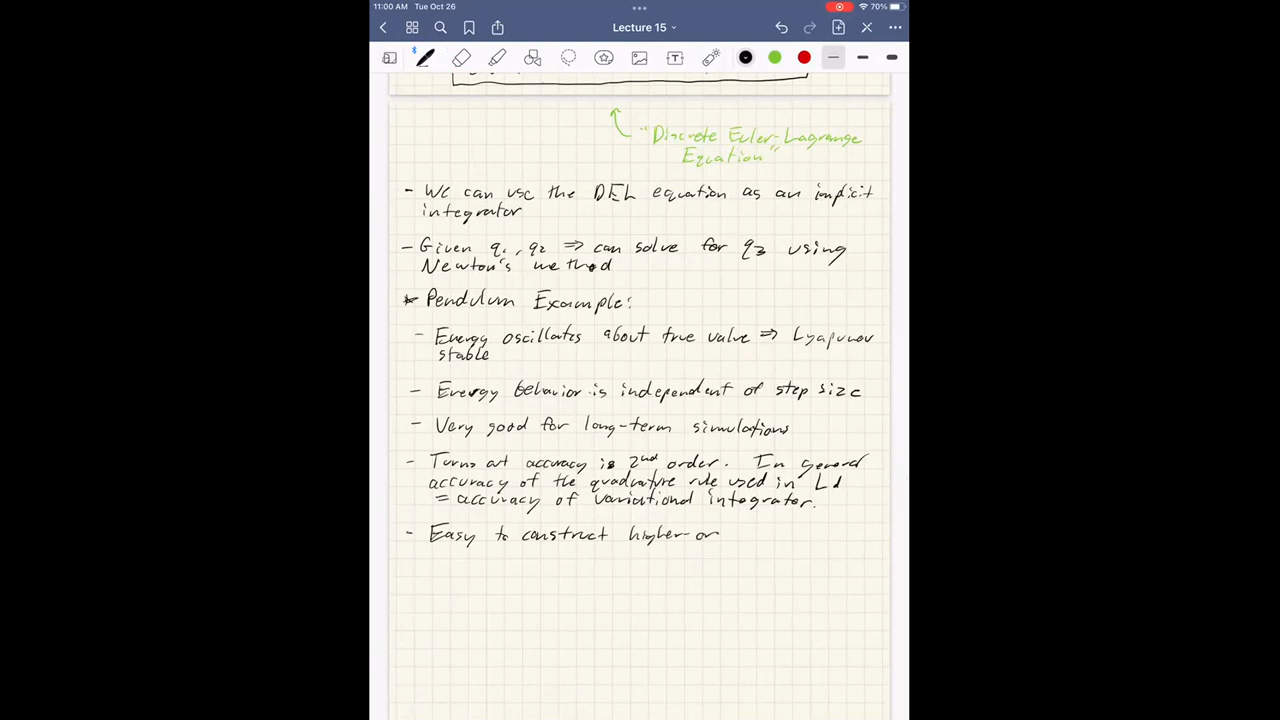 11:00 AM Tue Oct 26
70%
Lecture 15
"Discrete Euler-Lagrange
Equation"
- We can use the DEL equation as an implicit
integrator
- Given q1, q2 => can solve for q3 using
Newton's method
* Pendulum Example:
- Energy oscillates about true value => Lyapunov
stable
- Energy behavior is independent of step size
- Very good for long-term simulations
- Turns out accuracy is 2nd order. In general
accuracy of the quadrature rule used in Ld
= accuracy of variational integrator.
- Easy to construct higher-or